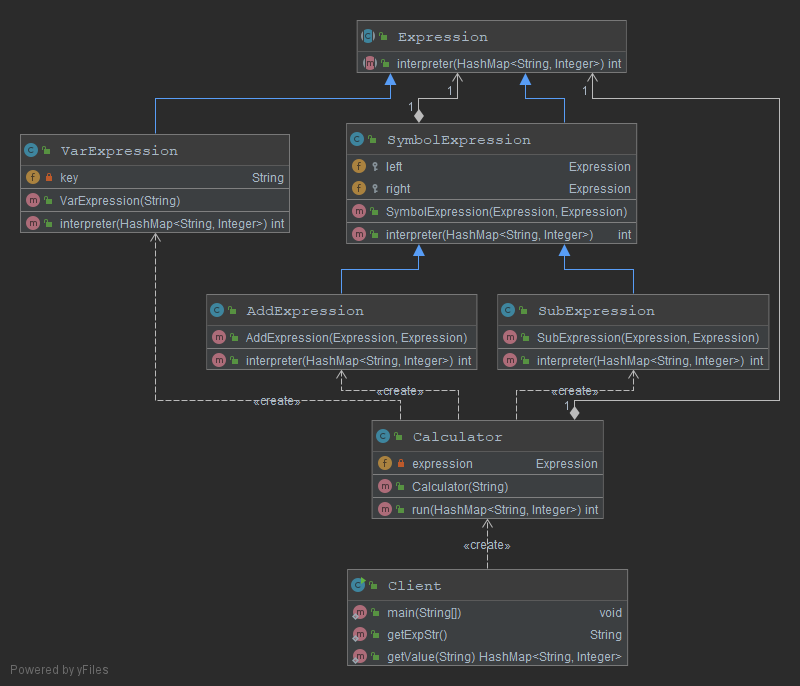 Expression
interpreter(HashMap<String, Integer>) int
1
1
1
VarExpression
key String
VarExpression(String)
interpreter(HashMap<String, Integer>) int
SymbolExpression
left Expression
right Expression
SymbolExpression(Expression, Expression)
interpreter(HashMap<String, Integer>) int
AddExpression
AddExpression(Expression, Expression)
interpreter(HashMap<String, Integer>) int
SubExpression
SubExpression(Expression, Expression)
interpreter(HashMap<String, Integer>) int
«create»
«create»
«create»
1
Calculator
expression Expression
Calculator(String)
run(HashMap<String, Integer>) int
«create»
Client
main(String[]) void
getExpStr() String
getValue(String) HashMap<String, Integer>
Powered by yFiles